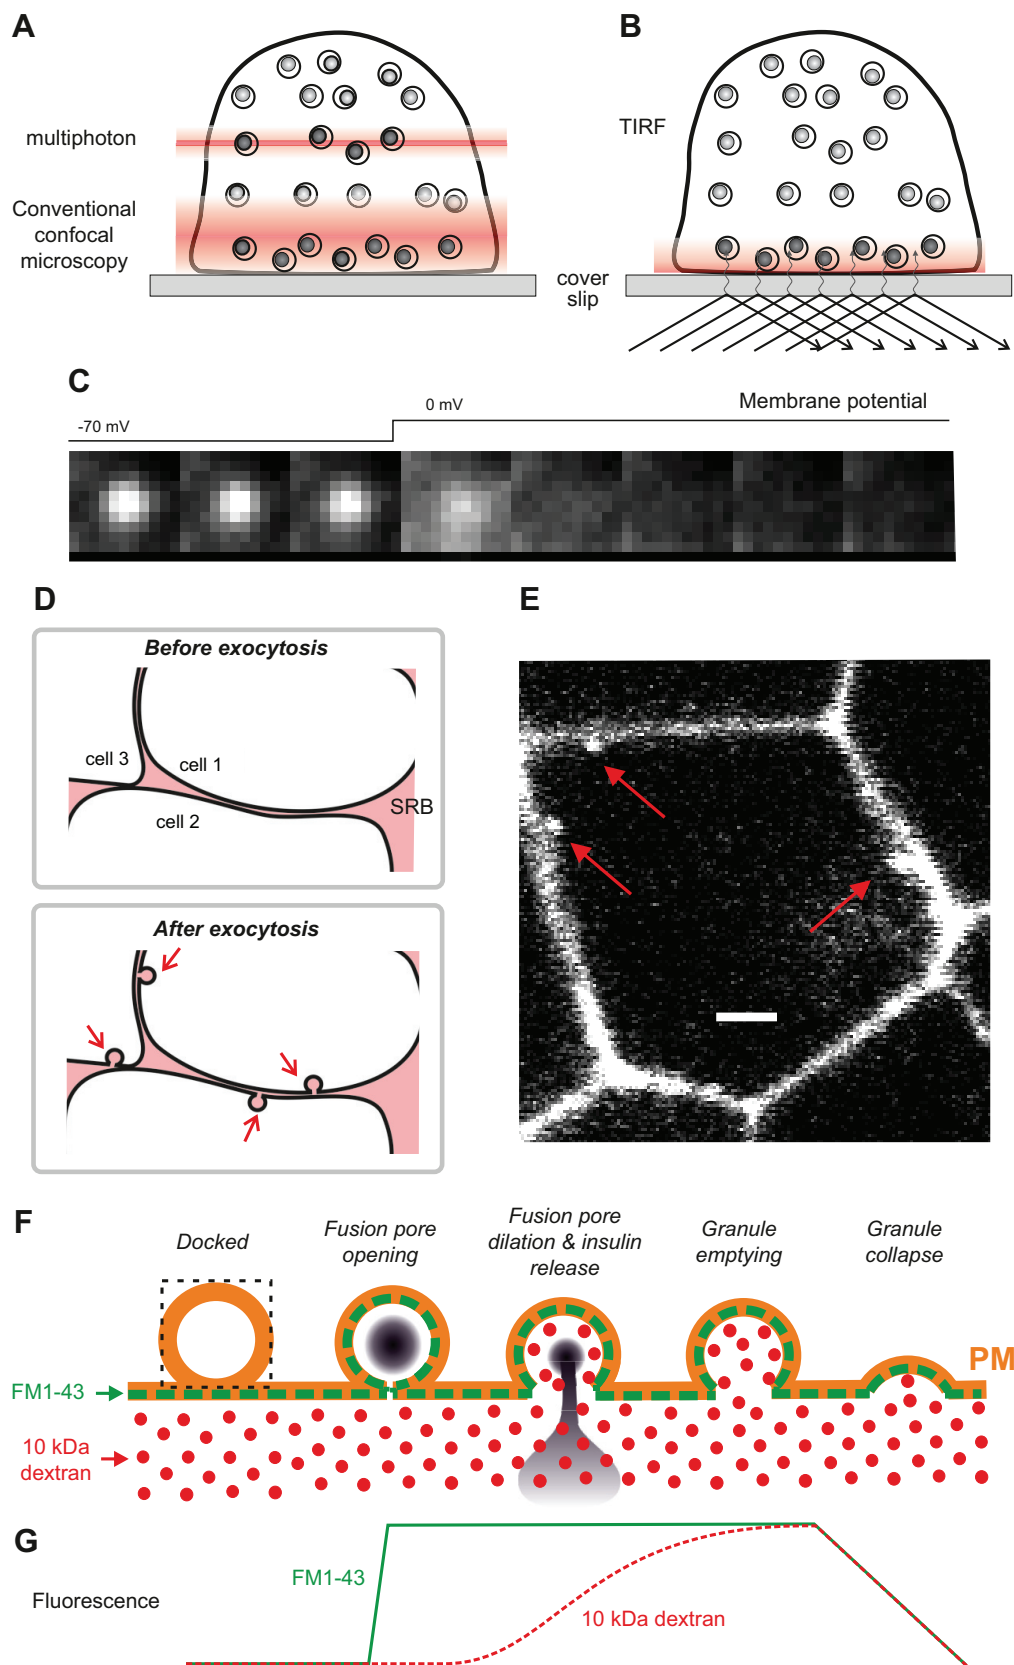 A
B
multiphoton
TIRF
Conventional
confocal
microscopy
cover
slip
C
-70 mV
0 mV
Membrane potential
D
Before exocytosis
cell 3
cell 1
cell 2
SRB
After exocytosis
E
F
Docked
Fusion pore
opening
Fusion pore
dilation & insulin
release
Granule
emptying
Granule
collapse
PM
FM1-43
10 kDa
dextran
G
Fluorescence
FM1-43
10 kDa dextran